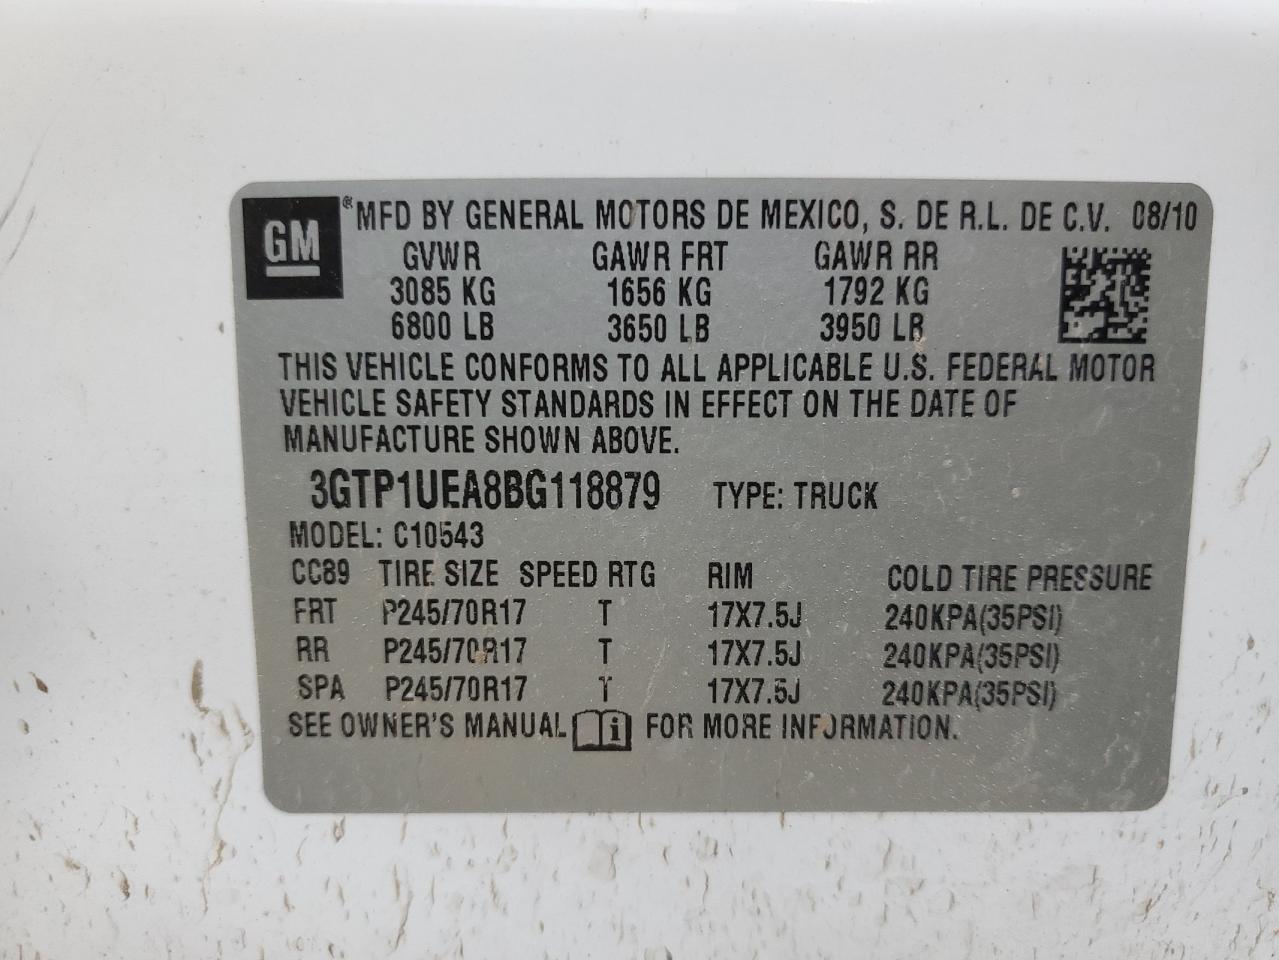 GM ® MFD BY GENERAL MOTORS DE MEXICO, S. DE R.L. DE C.V. 08/10
GVWR GAWR FRT GAWR RR
3085 KG 1656 KG 1792 KG
6800 LB 3650 LB 3950 LB
THIS VEHICLE CONFORMS TO ALL APPLICABLE U.S. FEDERAL MOTOR
VEHICLE SAFETY STANDARDS IN EFFECT ON THE DATE OF
MANUFACTURE SHOWN ABOVE.
3GTP1UEA8BG118879 TYPE: TRUCK
MODEL: C10543
CC89 TIRE SIZE SPEED RTG RIM COLD TIRE PRESSURE
FRT P245/70R17 T 17X7.5J 240KPA(35PSI)
RR P245/70R17 T 17X7.5J 240KPA(35PSI)
SPA P245/70R17 T 17X7.5J 240KPA(35PSI)
SEE OWNER'S MANUAL i FOR MORE INFORMATION.